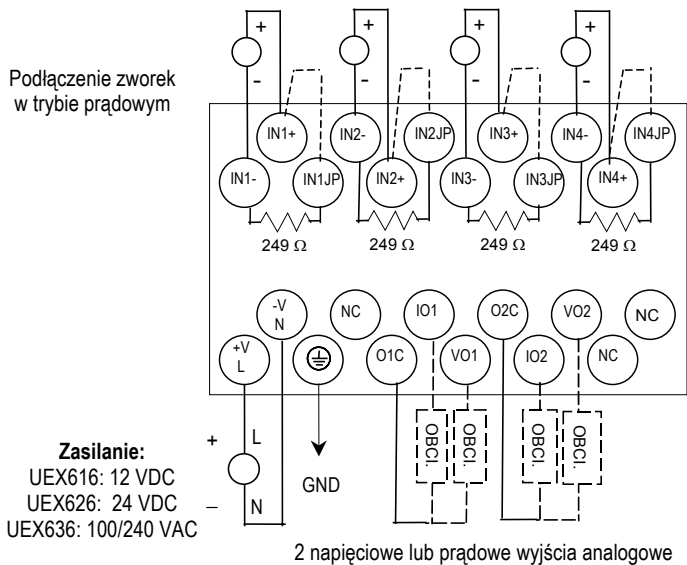 + + + +
Podłączenie zworek
w trybie prądowym
- - - -
IN1+ IN2- IN2JP IN3+ IN4- IN4JP
IN1- IN1JP IN2+ IN3- IN3JP IN4+
249 Ω 249 Ω 249 Ω 249 Ω
-V
N
NC IO1 O2C VO2 NC
+V
L
O1C VO1 IO2 NC
+ L
– N
GND
OBCI. OBCI. OBCI. OBCI.
Zasilanie:
UEX616: 12 VDC
UEX626: 24 VDC
UEX636: 100/240 VAC
2 napięciowe lub prądowe wyjścia analogowe